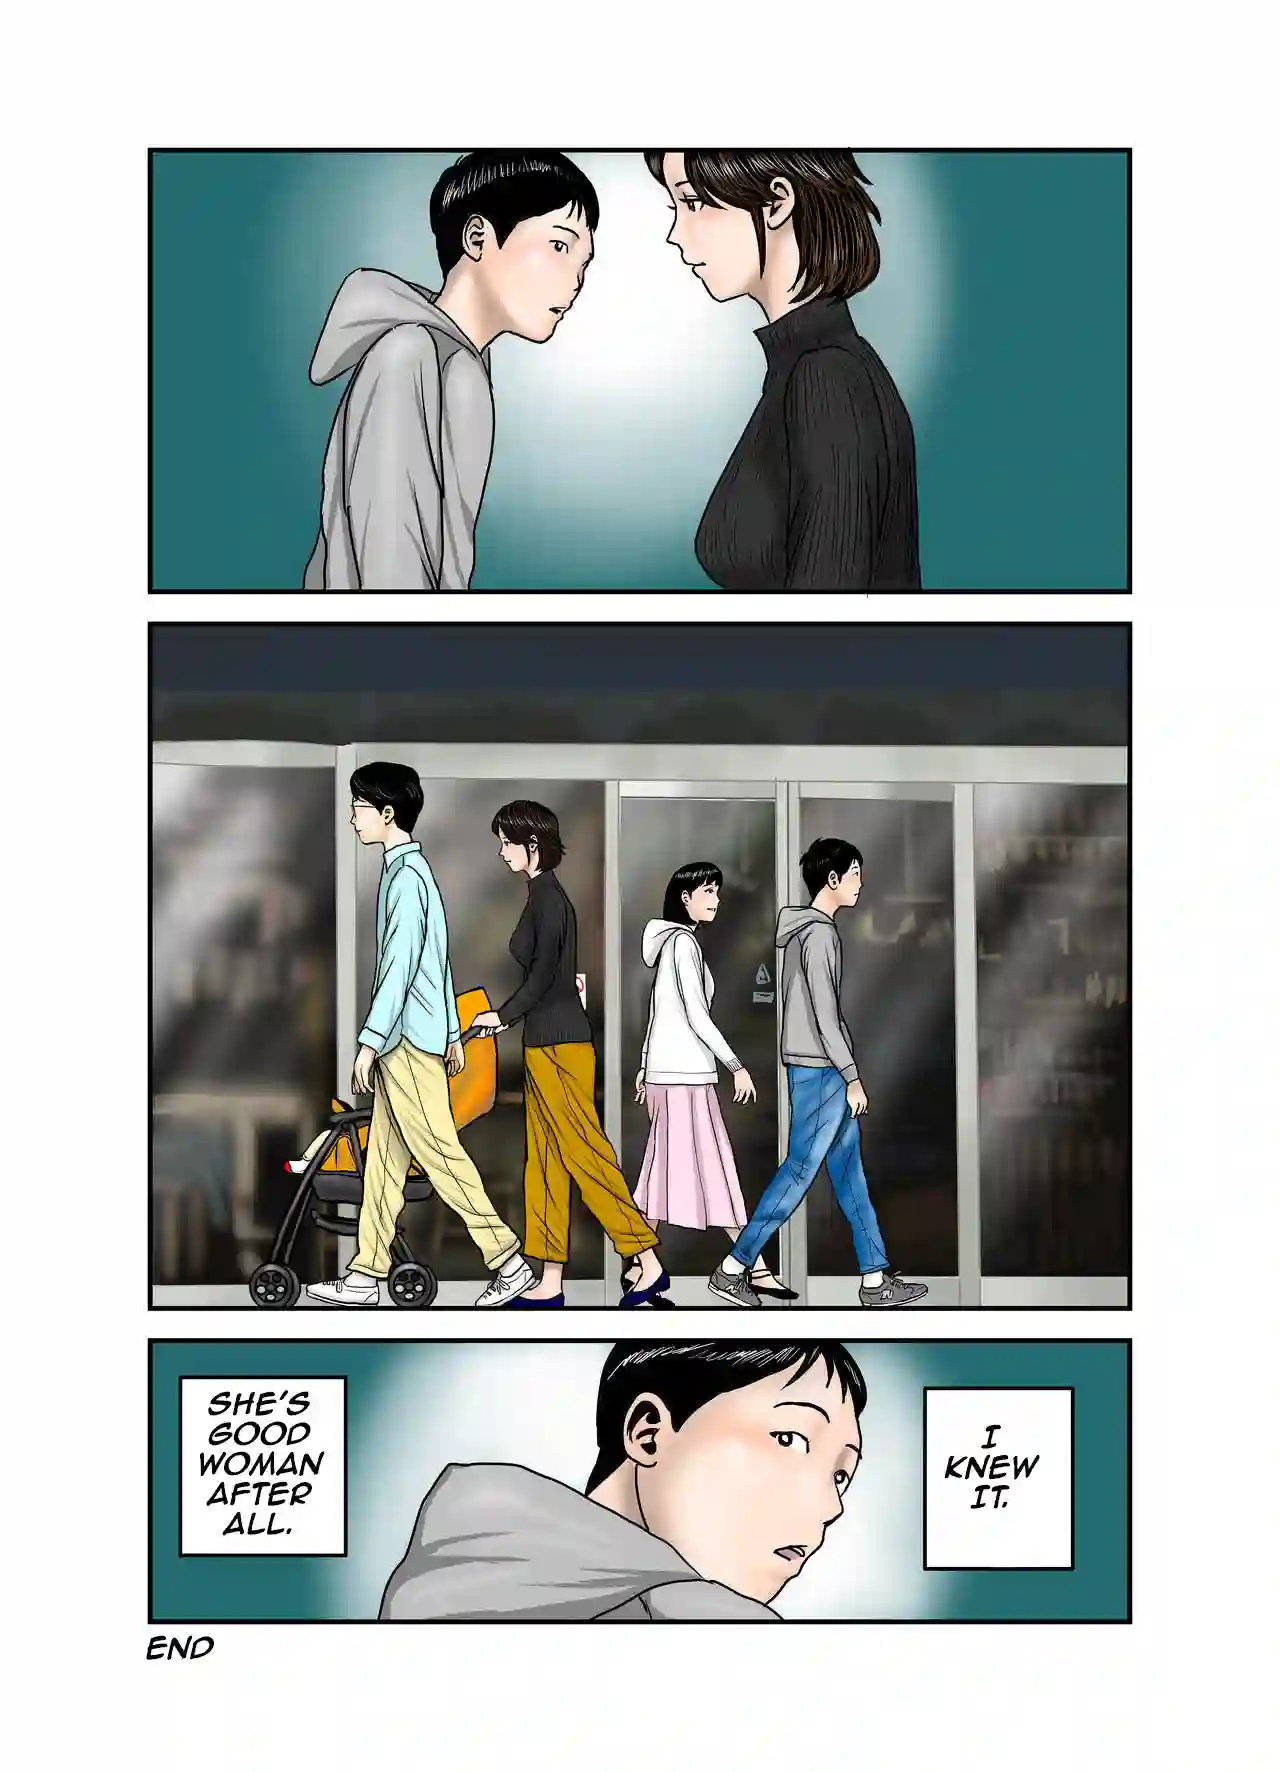 I
KNEW
IT.
SHE'S
GOOD
WOMAN
AFTER
ALL.
END